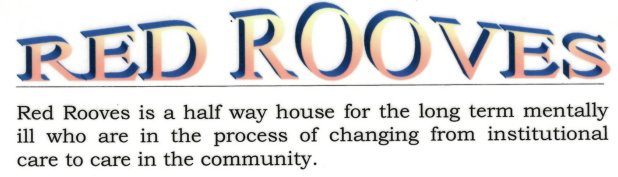 RED ROOVES
Red Rooves is a half way house for the long term mentally
ill who are in the process of changing from institutional
care to care in the community.